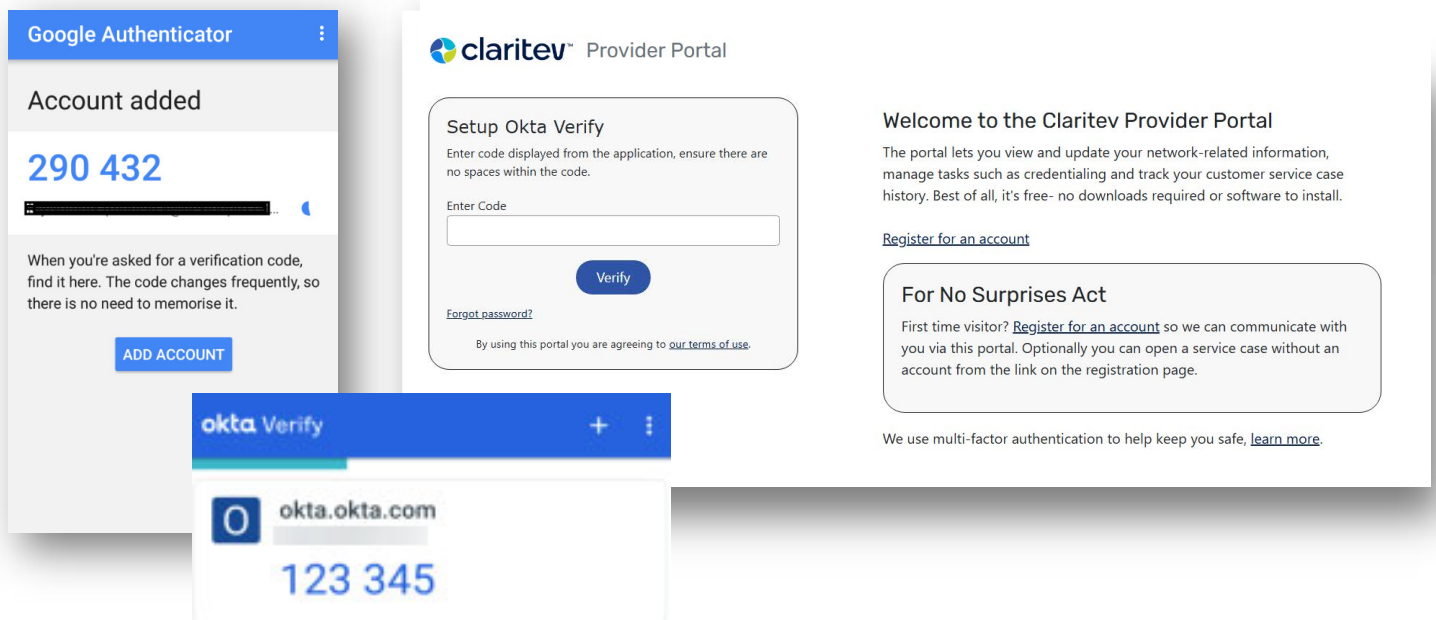 Google Authenticator
Account added
290 432
When you're asked for a verification code,
find it here. The code changes frequently, so
there is no need to memorise it.
ADD ACCOUNT
okta Verify
okta.okta.com
123 345
claritev™ Provider Portal
Setup Okta Verify
Enter code displayed from the application, ensure there are
no spaces within the code.
Enter Code
Verify
Forgot password?
By using this portal you are agreeing to our terms of use.
Welcome to the Claritev Provider Portal
The portal lets you view and update your network-related information,
manage tasks such as credentialing and track your customer service case
history. Best of all, it's free- no downloads required or software to install.
Register for an account
For No Surprises Act
First time visitor? Register for an account so we can communicate with
you via this portal. Optionally you can open a service case without an
account from the link on the registration page.
We use multi-factor authentication to help keep you safe, learn more.